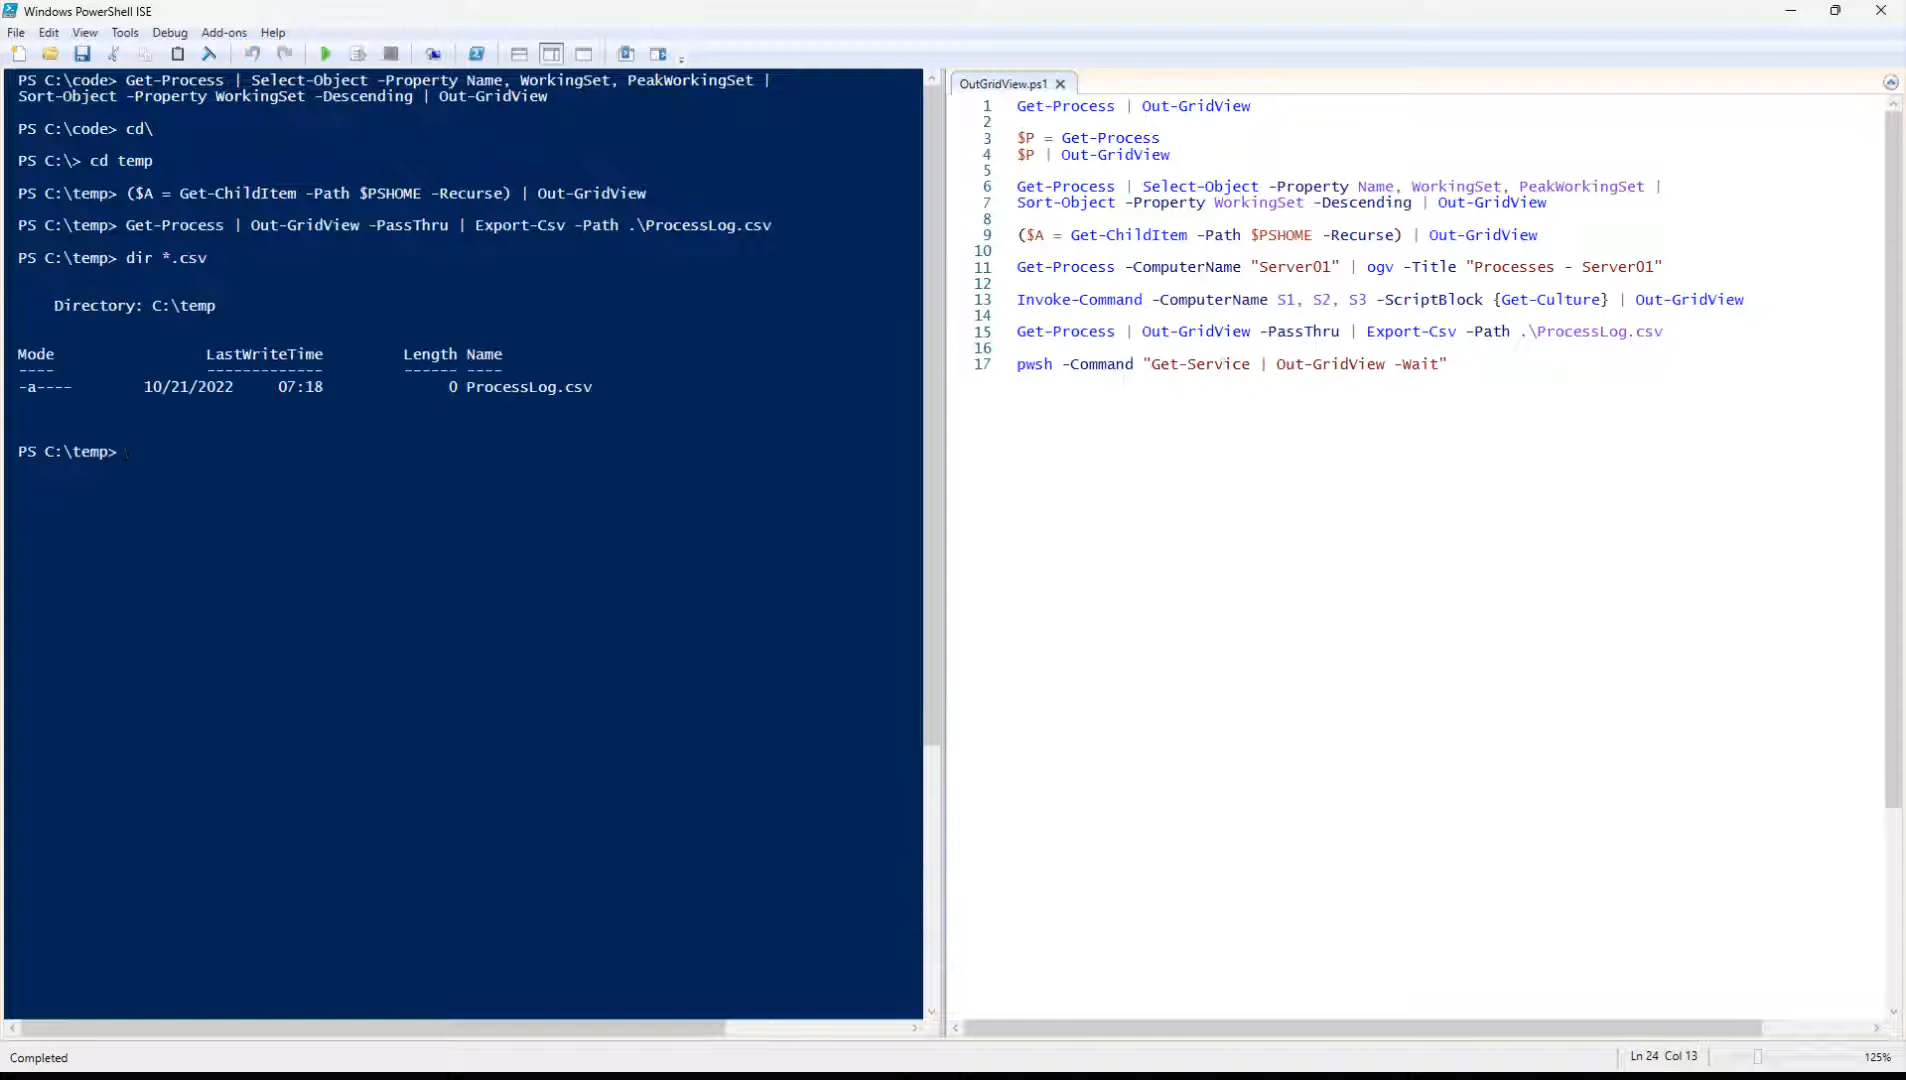 Windows PowerShell ISE
File Edit View Tools Debug Add-ons Help
PS C:\code> Get-Process | Select-Object -Property Name, WorkingSet, PeakWorkingSet |
Sort-Object -Property WorkingSet -Descending | Out-GridView
PS C:\code> cd\
PS C:\> cd temp
PS C:\temp> ($A = Get-ChildItem -Path $PSHOME -Recurse) | Out-GridView
PS C:\temp> Get-Process | Out-GridView -PassThru | Export-Csv -Path .\ProcessLog.csv
PS C:\temp> dir *.csv
Directory: C:\temp
Mode LastWriteTime Length Name
---- ------------- ------ ----
-a---- 10/21/2022 07:18 0 ProcessLog.csv
PS C:\temp>
OutGridView.ps1
1 Get-Process | Out-GridView
2
3 $P = Get-Process
4 $P | Out-GridView
5
6 Get-Process | Select-Object -Property Name, WorkingSet, PeakWorkingSet |
7 Sort-Object -Property WorkingSet -Descending | Out-GridView
8
9 ($A = Get-ChildItem -Path $PSHOME -Recurse) | Out-GridView
10
11 Get-Process -ComputerName "Server01" | ogv -Title "Processes - Server01"
12
13 Invoke-Command -ComputerName S1, S2, S3 -ScriptBlock {Get-Culture} | Out-GridView
14
15 Get-Process | Out-GridView -PassThru | Export-Csv -Path .\ProcessLog.csv
16
17 pwsh -Command "Get-Service | Out-GridView -Wait"
Completed
Ln 24 Col 13
125%